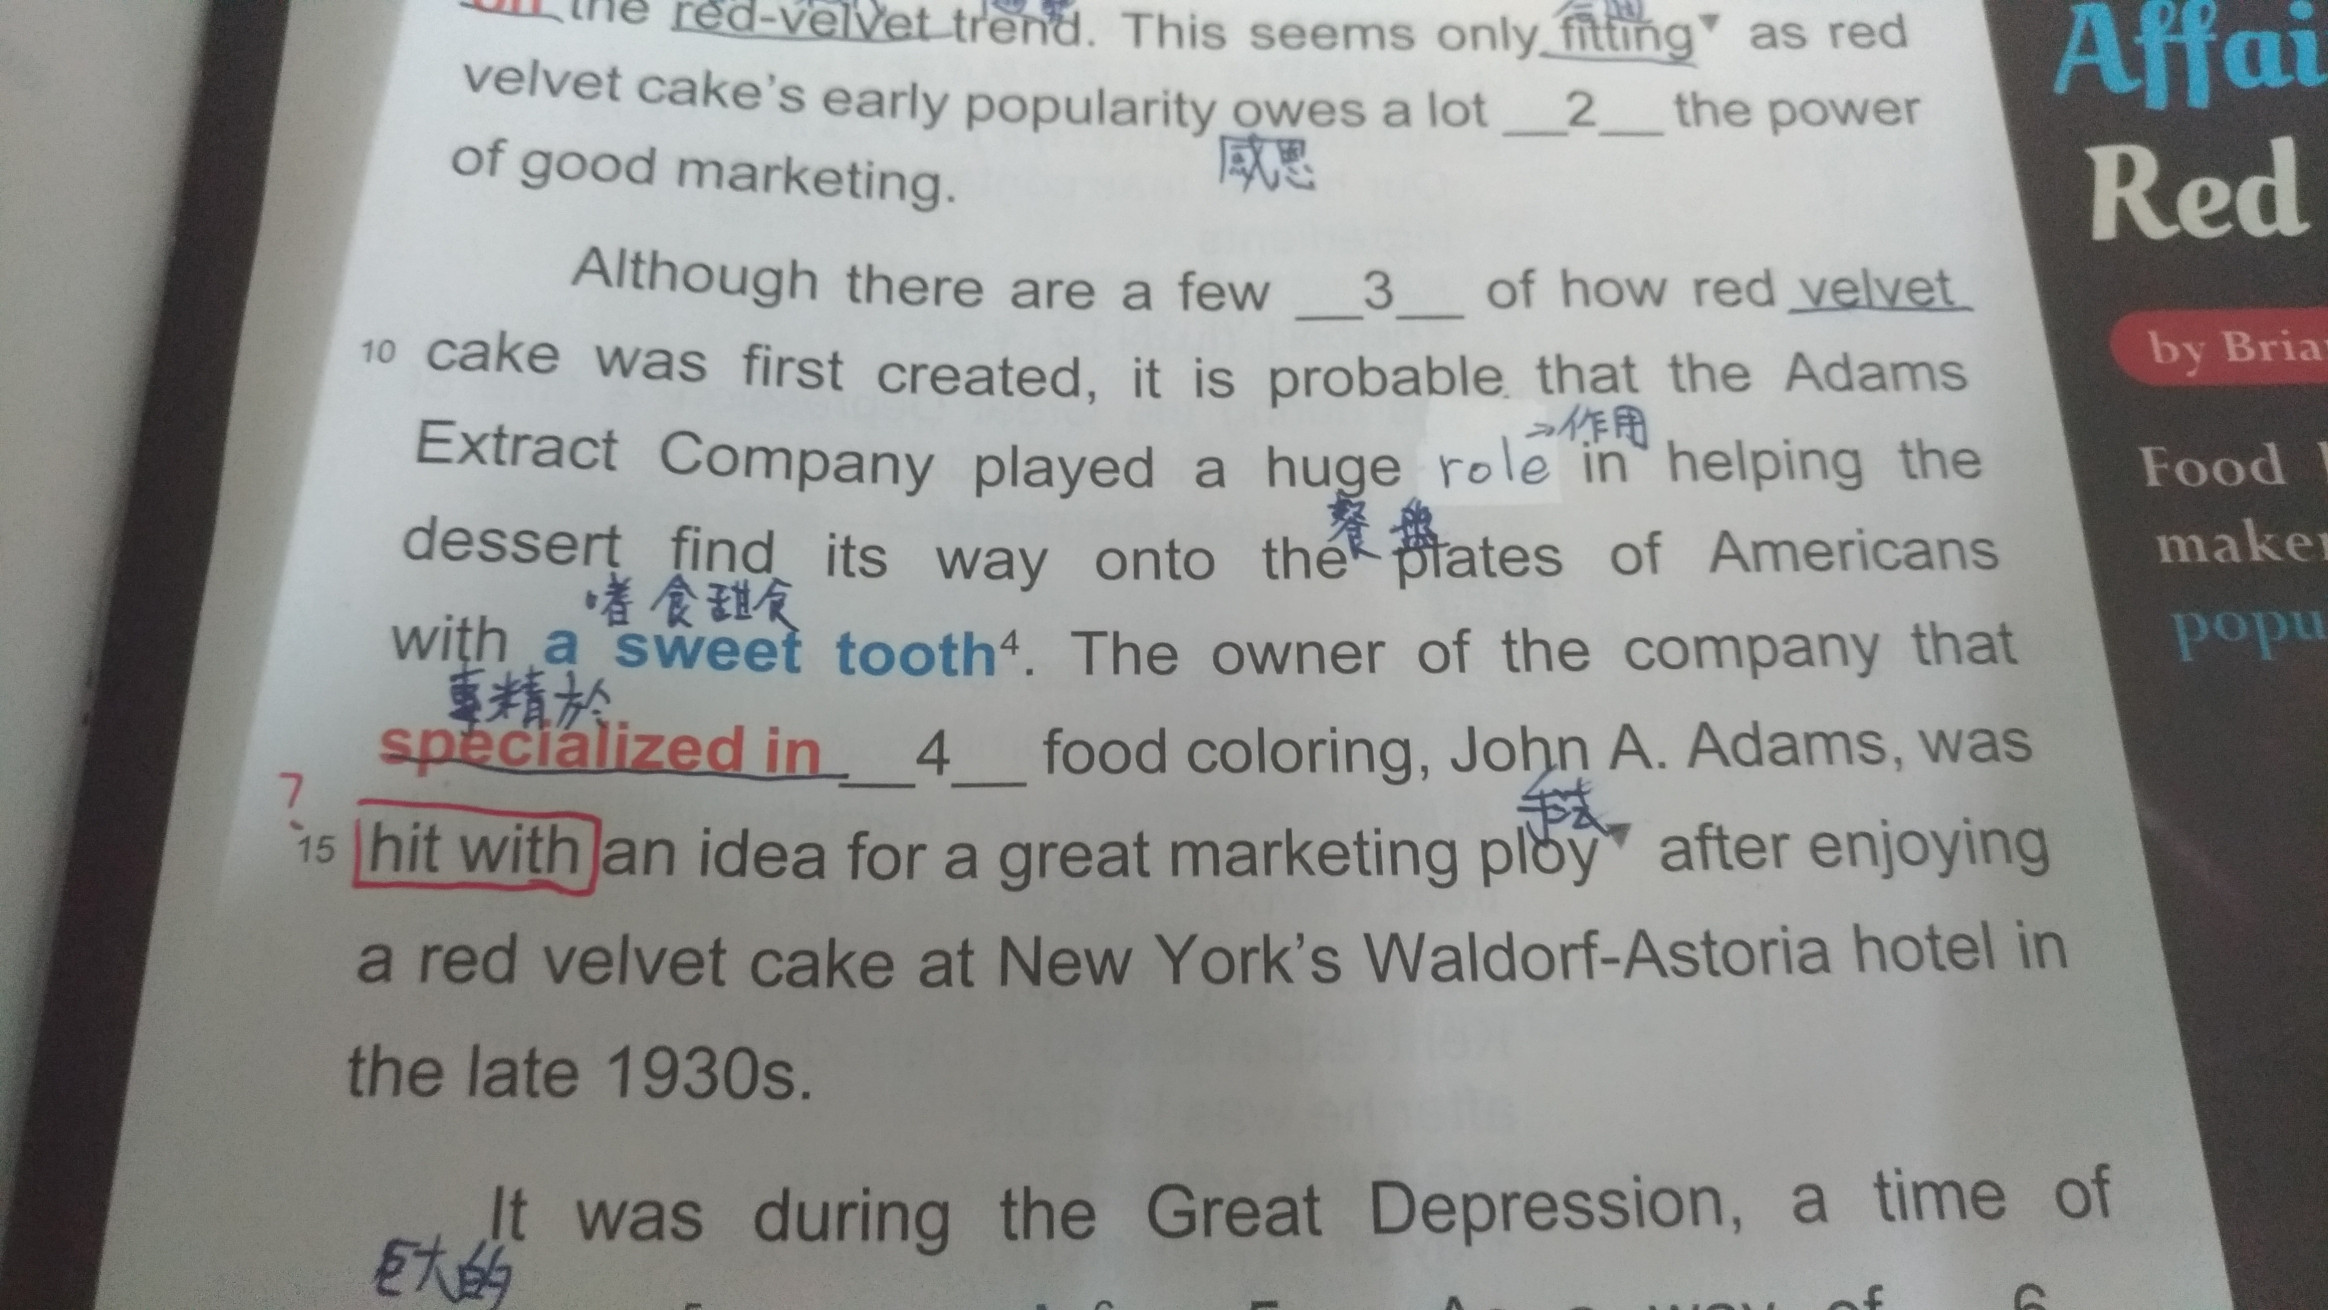 the red-velvet trend. This seems only fitting▼ as red
velvet cake's early popularity owes a lot __2__ the power
感恩
of good marketing.
Although there are a few __3__ of how red velvet
10 cake was first created, it is probable that the Adams
→作用
Extract Company played a huge role in helping the
餐盤
dessert find its way onto the plates of Americans
嗜食甜食
with a sweet tooth⁴. The owner of the company that
專精於
specialized in __4__ food coloring, John A. Adams, was
7
15 hit with an idea for a great marketing ploy▼ after enjoying
a red velvet cake at New York's Waldorf-Astoria hotel in
the late 1930s.
It was during the Great Depression, a time of
巨大的
way of 6
Affai
Red
by Bria
Food
make
popu